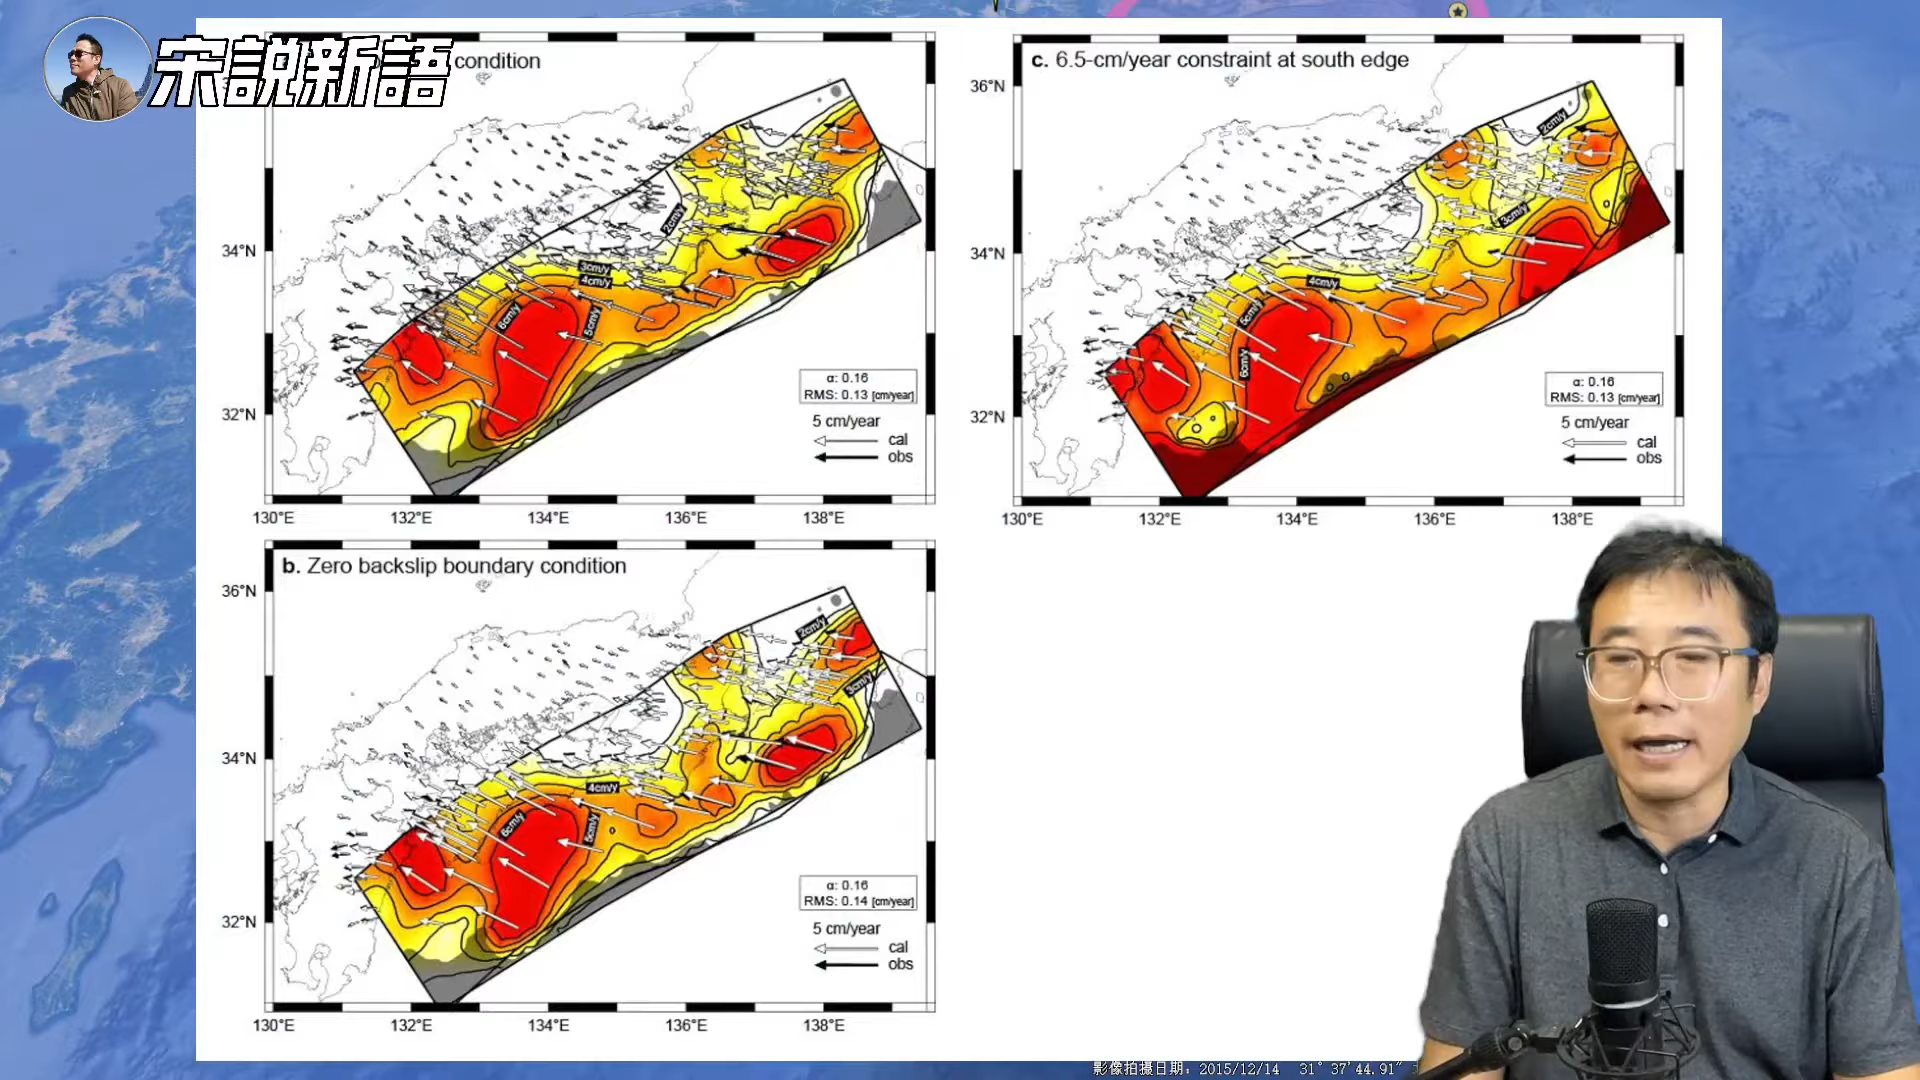 宋説新語
condition
c. 6.5-cm/year constraint at south edge
36°N
34°N
32°N
2cm/y
3cm/y
4cm/y
6cm/y
5cm/y
α: 0.16
RMS: 0.13 [cm/year]
5 cm/year
cal
obs
130°E 132°E 134°E 136°E 138°E
34°N
32°N
2cm/y
3cm/y
4cm/y
5cm/y
6cm/y
α: 0.16
RMS: 0.13 [cm/year]
5 cm/year
cal
obs
130°E 132°E 134°E 136°E 138°E
b. Zero backslip boundary condition
36°N
34°N
32°N
2cm/y
3cm/y
4cm/y
6cm/y
5cm/y
α: 0.16
RMS: 0.14 [cm/year]
5 cm/year
cal
obs
130°E 132°E 134°E 136°E 138°E
影像拍攝日期: 2015/12/14 31° 37'44.91"